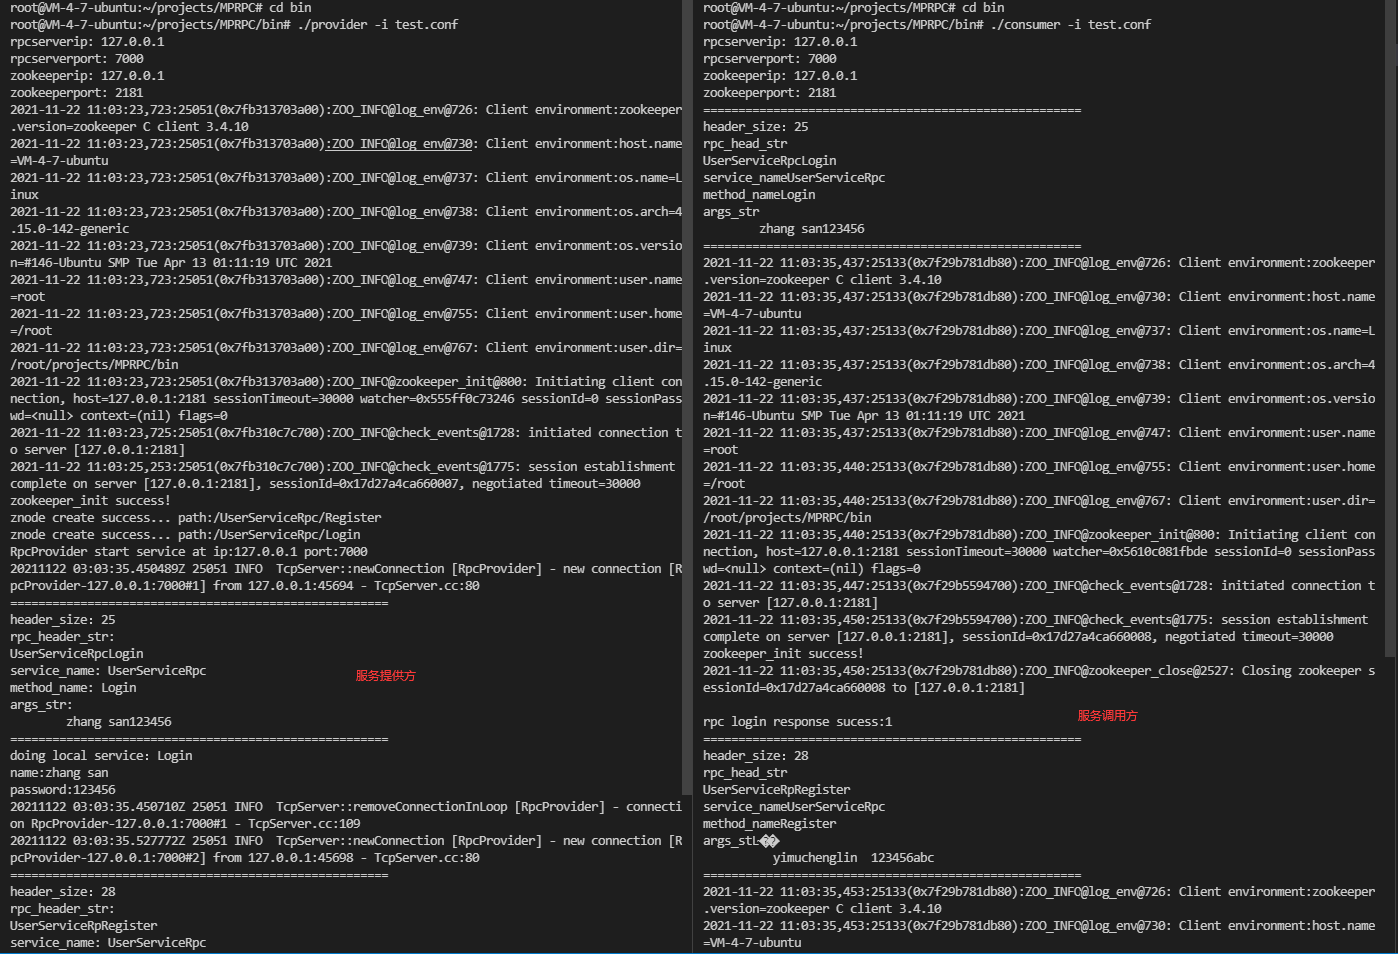 root@VM-4-7-ubuntu:~/projects/MPRPC# cd bin
root@VM-4-7-ubuntu:~/projects/MPRPC/bin# ./provider -i test.conf
rpcserverip: 127.0.0.1
rpcserverport: 7000
zookeeperip: 127.0.0.1
zookeeperport: 2181
2021-11-22 11:03:23,723:25051(0x7fb313703a00):ZOO_INFO@log_env@726: Client environment:zookeeper
.version=zookeeper C client 3.4.10
2021-11-22 11:03:23,723:25051(0x7fb313703a00):ZOO_INFO@log_env@730: Client environment:host.name
=VM-4-7-ubuntu
2021-11-22 11:03:23,723:25051(0x7fb313703a00):ZOO_INFO@log_env@737: Client environment:os.name=L
inux
2021-11-22 11:03:23,723:25051(0x7fb313703a00):ZOO_INFO@log_env@738: Client environment:os.arch=4
.15.0-142-generic
2021-11-22 11:03:23,723:25051(0x7fb313703a00):ZOO_INFO@log_env@739: Client environment:os.versio
n=#146-Ubuntu SMP Tue Apr 13 01:11:19 UTC 2021
2021-11-22 11:03:23,723:25051(0x7fb313703a00):ZOO_INFO@log_env@747: Client environment:user.name
=root
2021-11-22 11:03:23,723:25051(0x7fb313703a00):ZOO_INFO@log_env@755: Client environment:user.home
=/root
2021-11-22 11:03:23,723:25051(0x7fb313703a00):ZOO_INFO@log_env@767: Client environment:user.dir=
/root/projects/MPRPC/bin
2021-11-22 11:03:23,723:25051(0x7fb313703a00):ZOO_INFO@zookeeper_init@800: Initiating client con
nection, host=127.0.0.1:2181 sessionTimeout=30000 watcher=0x555ff0c73246 sessionId=0 sessionPass
wd=<null> context=(nil) flags=0
2021-11-22 11:03:23,725:25051(0x7fb310c7c700):ZOO_INFO@check_events@1728: initiated connection t
o server [127.0.0.1:2181]
2021-11-22 11:03:25,253:25051(0x7fb310c7c700):ZOO_INFO@check_events@1775: session establishment
complete on server [127.0.0.1:2181], sessionId=0x17d27a4ca660007, negotiated timeout=30000
zookeeper_init success!
znode create success... path:/UserServiceRpc/Register
znode create success... path:/UserServiceRpc/Login
RpcProvider start service at ip:127.0.0.1 port:7000
20211122 03:03:35.450489Z 25051 INFO  TcpServer::newConnection [RpcProvider] - new connection [R
pcProvider-127.0.0.1:7000#1] from 127.0.0.1:45694 - TcpServer.cc:80
======================================================
header_size: 25
rpc_header_str:
UserServiceRpcLogin
service_name: UserServiceRpc
method_name: Login
args_str:
zhang san123456
======================================================
doing local service: Login
name:zhang san
password:123456
20211122 03:03:35.450710Z 25051 INFO  TcpServer::removeConnectionInLoop [RpcProvider] - connecti
on RpcProvider-127.0.0.1:7000#1 - TcpServer.cc:109
20211122 03:03:35.527772Z 25051 INFO  TcpServer::newConnection [RpcProvider] - new connection [R
pcProvider-127.0.0.1:7000#2] from 127.0.0.1:45698 - TcpServer.cc:80
======================================================
header_size: 28
rpc_header_str:
UserServiceRpRegister
service_name: UserServiceRpc
服务提供方
root@VM-4-7-ubuntu:~/projects/MPRPC# cd bin
root@VM-4-7-ubuntu:~/projects/MPRPC/bin# ./consumer -i test.conf
rpcserverip: 127.0.0.1
rpcserverport: 7000
zookeeperip: 127.0.0.1
zookeeperport: 2181
======================================================
header_size: 25
rpc_head_str
UserServiceRpcLogin
service_nameUserServiceRpc
method_nameLogin
args_str
zhang san123456
======================================================
2021-11-22 11:03:35,437:25133(0x7f29b781db80):ZOO_INFO@log_env@726: Client environment:zookeeper
.version=zookeeper C client 3.4.10
2021-11-22 11:03:35,437:25133(0x7f29b781db80):ZOO_INFO@log_env@730: Client environment:host.name
=VM-4-7-ubuntu
2021-11-22 11:03:35,437:25133(0x7f29b781db80):ZOO_INFO@log_env@737: Client environment:os.name=L
inux
2021-11-22 11:03:35,437:25133(0x7f29b781db80):ZOO_INFO@log_env@738: Client environment:os.arch=4
.15.0-142-generic
2021-11-22 11:03:35,437:25133(0x7f29b781db80):ZOO_INFO@log_env@739: Client environment:os.versio
n=#146-Ubuntu SMP Tue Apr 13 01:11:19 UTC 2021
2021-11-22 11:03:35,437:25133(0x7f29b781db80):ZOO_INFO@log_env@747: Client environment:user.name
=root
2021-11-22 11:03:35,440:25133(0x7f29b781db80):ZOO_INFO@log_env@755: Client environment:user.home
=/root
2021-11-22 11:03:35,440:25133(0x7f29b781db80):ZOO_INFO@log_env@767: Client environment:user.dir=
/root/projects/MPRPC/bin
2021-11-22 11:03:35,440:25133(0x7f29b781db80):ZOO_INFO@zookeeper_init@800: Initiating client con
nection, host=127.0.0.1:2181 sessionTimeout=30000 watcher=0x5610c081fbde sessionId=0 sessionPass
wd=<null> context=(nil) flags=0
2021-11-22 11:03:35,447:25133(0x7f29b5594700):ZOO_INFO@check_events@1728: initiated connection t
o server [127.0.0.1:2181]
2021-11-22 11:03:35,450:25133(0x7f29b5594700):ZOO_INFO@check_events@1775: session establishment
complete on server [127.0.0.1:2181], sessionId=0x17d27a4ca660008, negotiated timeout=30000
zookeeper_init success!
2021-11-22 11:03:35,450:25133(0x7f29b781db80):ZOO_INFO@zookeeper_close@2527: Closing zookeeper s
essionId=0x17d27a4ca660008 to [127.0.0.1:2181]
rpc login response sucess:1
======================================================
header_size: 28
rpc_head_str
UserServiceRpRegister
service_nameUserServiceRpc
method_nameRegister
args_st
yimuchenglin  123456abc
======================================================
2021-11-22 11:03:35,453:25133(0x7f29b781db80):ZOO_INFO@log_env@726: Client environment:zookeeper
.version=zookeeper C client 3.4.10
2021-11-22 11:03:35,453:25133(0x7f29b781db80):ZOO_INFO@log_env@730: Client environment:host.name
=VM-4-7-ubuntu
服务调用方